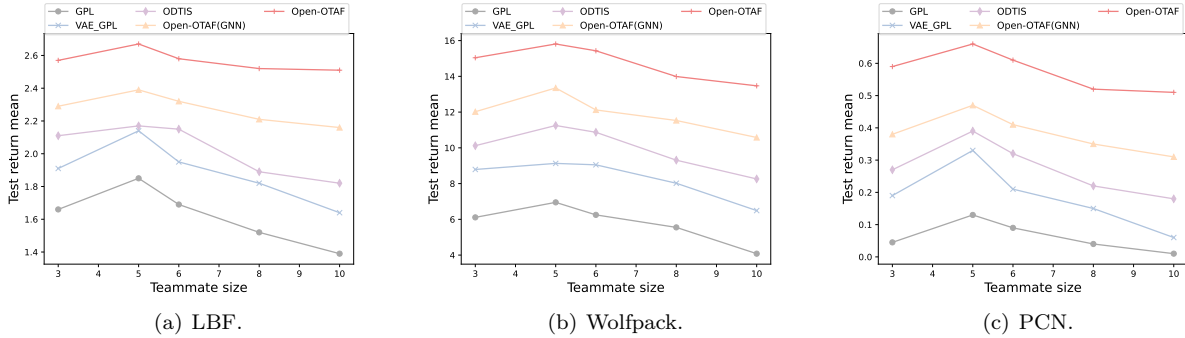 GPL ODTIS Open-OTAF
VAE_GPL Open-OTAF(GNN)
Test return mean
2.6
2.4
2.2
2.0
1.8
1.6
1.4
3 4 5 6 7 8 9 10
Teammate size
(a) LBF.
GPL ODTIS Open-OTAF
VAE_GPL Open-OTAF(GNN)
Test return mean
16
14
12
10
8
6
4
3 4 5 6 7 8 9 10
Teammate size
(b) Wolfpack.
GPL ODTIS Open-OTAF
VAE_GPL Open-OTAF(GNN)
Test return mean
0.6
0.5
0.4
0.3
0.2
0.1
0.0
3 4 5 6 7 8 9 10
Teammate size
(c) PCN.